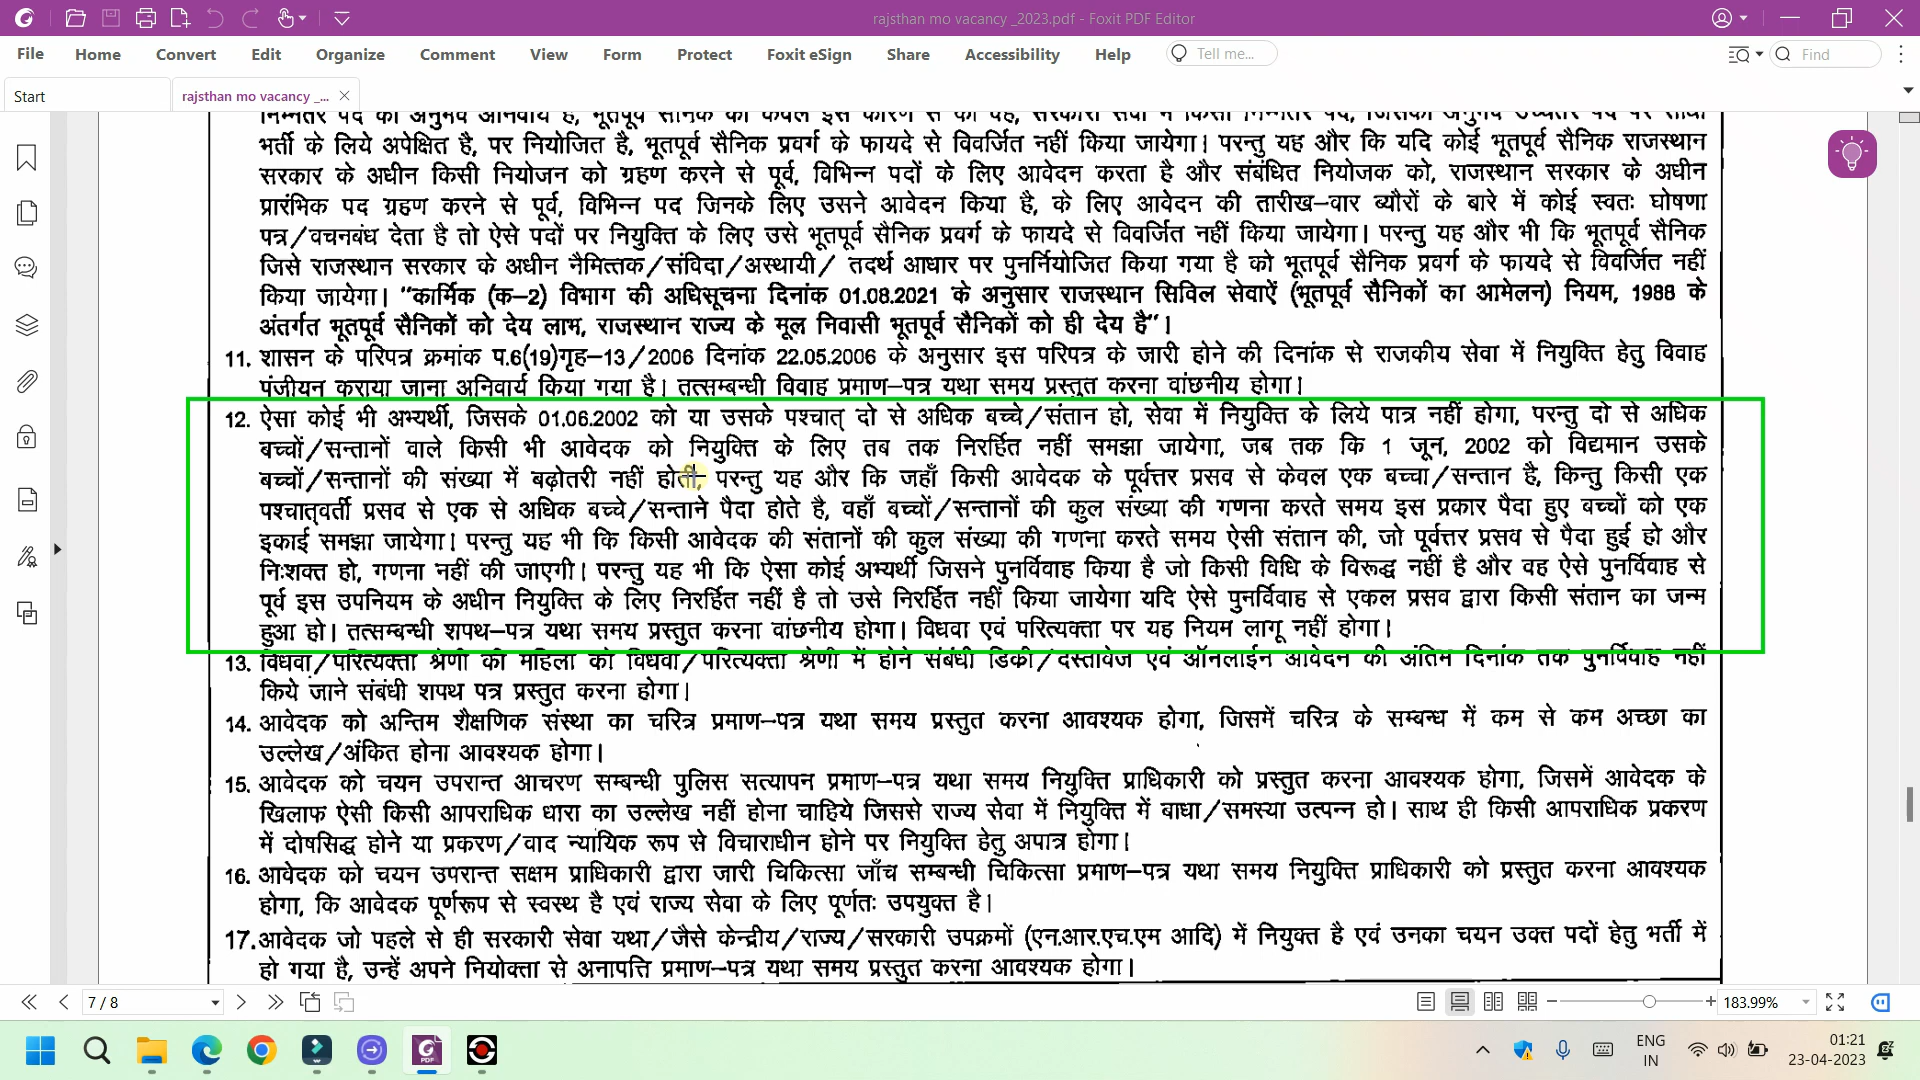 rajsthan mo vacancy _2023.pdf - Foxit PDF Editor
File Home Convert Edit Organize Comment View Form Protect Foxit eSign Share Accessibility Help Tell me... Find
Start rajsthan mo vacancy _...
भर्ती के लिये अपेक्षित है, पर नियोजित है, भूतपूर्व सैनिक प्रवर्ग के फायदे से विवर्जित नहीं किया जायेगा। परन्तु यह और कि यदि कोई भूतपूर्व सैनिक राजस्थान
सरकार के अधीन किसी नियोजन को ग्रहण करने से पूर्व, विभिन्न पदों के लिए आवेदन करता है और संबंधित नियोजक को, राजस्थान सरकार के अधीन
प्रारंभिक पद ग्रहण करने से पूर्व, विभिन्न पद जिनके लिए उसने आवेदन किया है, के लिए आवेदन की तारीख–वार ब्यौरों के बारे में कोई स्वतः घोषणा
पत्र/वचनबंध देता है तो ऐसे पदों पर नियुक्ति के लिए उसे भूतपूर्व सैनिक प्रवर्ग के फायदे से विवर्जित नहीं किया जायेगा। परन्तु यह और भी कि भूतपूर्व सैनिक
जिसे राजस्थान सरकार के अधीन नैमित्तक/संविदा/अस्थायी/ तदर्थ आधार पर पुनर्नियोजित किया गया है को भूतपूर्व सैनिक प्रवर्ग के फायदे से विवर्जित नहीं
किया जायेगा। "कार्मिक (क–2) विभाग की अधिसूचना दिनांक 01.08.2021 के अनुसार राजस्थान सिविल सेवाऐं (भूतपूर्व सैनिकों का आमेलन) नियम, 1988 के
अंतर्गत भूतपूर्व सैनिकों को देय लाभ, राजस्थान राज्य के मूल निवासी भूतपूर्व सैनिकों को ही देय है"।
11. शासन के परिपत्र क्रमांक प.6(19)गृह–13/2006 दिनांक 22.05.2006 के अनुसार इस परिपत्र के जारी होने की दिनांक से राजकीय सेवा में नियुक्ति हेतु विवाह
पंजीयन कराया जाना अनिवार्य किया गया है। तत्सम्बन्धी विवाह प्रमाण–पत्र यथा समय प्रस्तुत करना वांछनीय होगा।
12. ऐसा कोई भी अभ्यर्थी, जिसके 01.06.2002 को या उसके पश्चात् दो से अधिक बच्चे/संतान हो, सेवा में नियुक्ति के लिये पात्र नहीं होगा, परन्तु दो से अधिक
बच्चों/सन्तानों वाले किसी भी आवेदक को नियुक्ति के लिए तब तक निरर्हित नहीं समझा जायेगा, जब तक कि 1 जून, 2002 को विद्यमान उसके
बच्चों/सन्तानों की संख्या में बढ़ोतरी नहीं होती, परन्तु यह और कि जहाँ किसी आवेदक के पूर्वत्तर प्रसव से केवल एक बच्चा/सन्तान है, किन्तु किसी एक
पश्चात्वर्ती प्रसव से एक से अधिक बच्चे/सन्ताने पैदा होते है, वहाँ बच्चों/सन्तानों की कुल संख्या की गणना करते समय इस प्रकार पैदा हुए बच्चों को एक
इकाई समझा जायेगा। परन्तु यह भी कि किसी आवेदक की संतानों की कुल संख्या की गणना करते समय ऐसी संतान की, जो पूर्वत्तर प्रसव से पैदा हुई हो और
निःशक्त हो, गणना नहीं की जाएगी। परन्तु यह भी कि ऐसा कोई अभ्यर्थी जिसने पुनर्विवाह किया है जो किसी विधि के विरूद्ध नहीं है और वह ऐसे पुनर्विवाह से
पूर्व इस उपनियम के अधीन नियुक्ति के लिए निरर्हित नहीं है तो उसे निरर्हित नहीं किया जायेगा यदि ऐसे पुनर्विवाह से एकल प्रसव द्वारा किसी संतान का जन्म
हुआ हो। तत्सम्बन्धी शपथ–पत्र यथा समय प्रस्तुत करना वांछनीय होगा। विधवा एवं परित्यक्ता पर यह नियम लागू नहीं होगा।
13. विधवा/परित्यक्ता श्रेणी की महिला को विधवा/परित्यक्ता श्रेणी में होने संबंधी डिक्री/दस्तावेज एवं ऑनलाईन आवेदन की अंतिम दिनांक तक पुनर्विवाह नहीं
किये जाने संबंधी शपथ पत्र प्रस्तुत करना होगा।
14. आवेदक को अन्तिम शैक्षणिक संस्था का चरित्र प्रमाण–पत्र यथा समय प्रस्तुत करना आवश्यक होगा, जिसमें चरित्र के सम्बन्ध में कम से कम अच्छा का
उल्लेख/अंकित होना आवश्यक होगा।
15. आवेदक को चयन उपरान्त आचरण सम्बन्धी पुलिस सत्यापन प्रमाण–पत्र यथा समय नियुक्ति प्राधिकारी को प्रस्तुत करना आवश्यक होगा, जिसमें आवेदक के
खिलाफ ऐसी किसी आपराधिक धारा का उल्लेख नहीं होना चाहिये जिससे राज्य सेवा में नियुक्ति में बाधा/समस्या उत्पन्न हो। साथ ही किसी आपराधिक प्रकरण
में दोषसिद्ध होने या प्रकरण/वाद न्यायिक रूप से विचाराधीन होने पर नियुक्ति हेतु अपात्र होगा।
16. आवेदक को चयन उपरान्त सक्षम प्राधिकारी द्वारा जारी चिकित्सा जाँच सम्बन्धी चिकित्सा प्रमाण–पत्र यथा समय नियुक्ति प्राधिकारी को प्रस्तुत करना आवश्यक
होगा, कि आवेदक पूर्णरूप से स्वस्थ है एवं राज्य सेवा के लिए पूर्णतः उपयुक्त है।
17. आवेदक जो पहले से ही सरकारी सेवा यथा/जैसे केन्द्रीय/राज्य/सरकारी उपक्रमों (एन.आर.एच.एम आदि) में नियुक्त है एवं उनका चयन उक्त पदों हेतु भर्ती में
हो गया है, उन्हें अपने नियोक्ता से अनापत्ति प्रमाण–पत्र यथा समय प्रस्तुत करना आवश्यक होगा।
7 / 8 183.99%
ENG 01:21
IN 23-04-2023